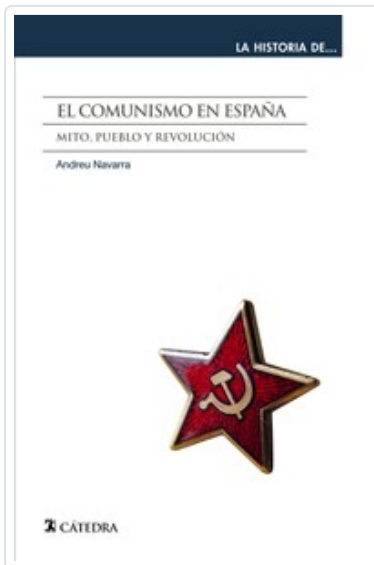 LA HISTORIA DE...
EL COMUNISMO EN ESPAÑA
MITO, PUEBLO Y REVOLUCIÓN
Andreu Navarra
CÁTEDRA